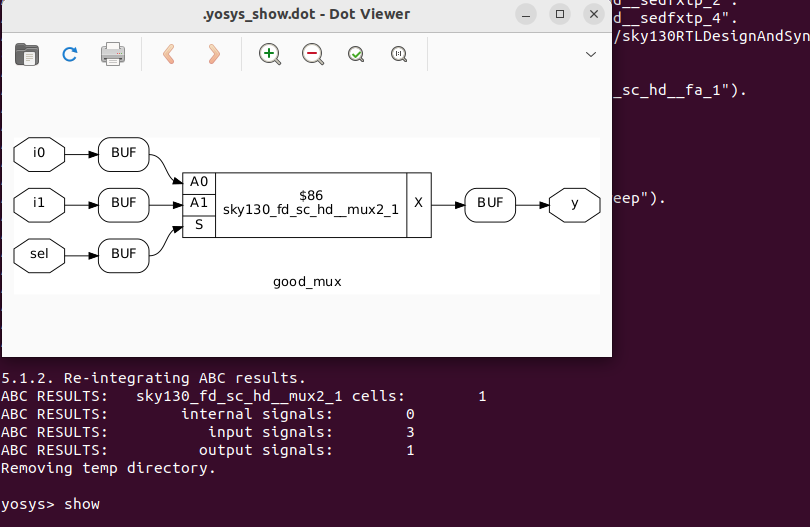 .yosys_show.dot - Dot Viewer
d__sedfxtp_2".
d__sedfxtp_4".
/sky130RTLDesignAndSyn
_sc_hd__fa_1").
eep").
i0
BUF
i1
BUF
sel
BUF
A0
A1
S
$86
sky130_fd_sc_hd__mux2_1
X
BUF
y
good_mux
5.1.2. Re-integrating ABC results.
ABC RESULTS:   sky130_fd_sc_hd__mux2_1 cells:        1
ABC RESULTS:        internal signals:        0
ABC RESULTS:           input signals:        3
ABC RESULTS:          output signals:        1
Removing temp directory.
yosys> show